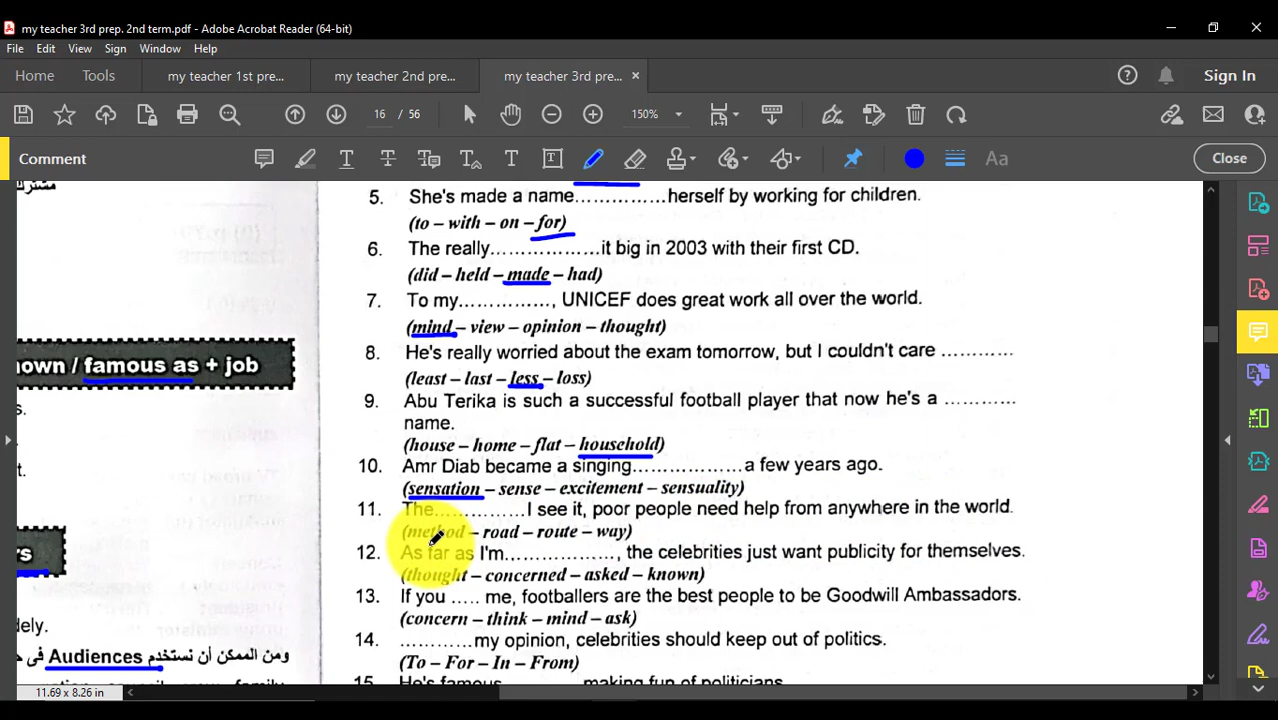 my teacher 3rd prep. 2nd term.pdf - Adobe Acrobat Reader (64-bit)
File Edit View Sign Window Help
Home Tools my teacher 1st pre... my teacher 2nd pre... my teacher 3rd pre... Sign In
16 / 56 150%
Comment Close
5. She's made a name...............herself by working for children.
(to – with – on – for)
6. The really..................it big in 2003 with their first CD.
(did – held – made – had)
7. To my..............., UNICEF does great work all over the world.
(mind – view – opinion – thought)
8. He's really worried about the exam tomorrow, but I couldn't care ............
(least – last – less – loss)
9. Abu Terika is such a successful football player that now he's a ............
name.
(house – home – flat – household)
10. Amr Diab became a singing..................a few years ago.
(sensation – sense – excitement – sensuality)
11. The...............I see it, poor people need help from anywhere in the world.
(method – road – route – way)
12. As far as I'm.................., the celebrities just want publicity for themselves.
(thought – concerned – asked – known)
13. If you ..... me, footballers are the best people to be Goodwill Ambassadors.
(concern – think – mind – ask)
14. ............my opinion, celebrities should keep out of politics.
(To – For – In – From)
15. He's famous............making fun of politicians.
own / famous as + job
s.
t.
rs
dely.
ومن الممكن أن نستخدم Audiences فى
11.69 x 8.26 in